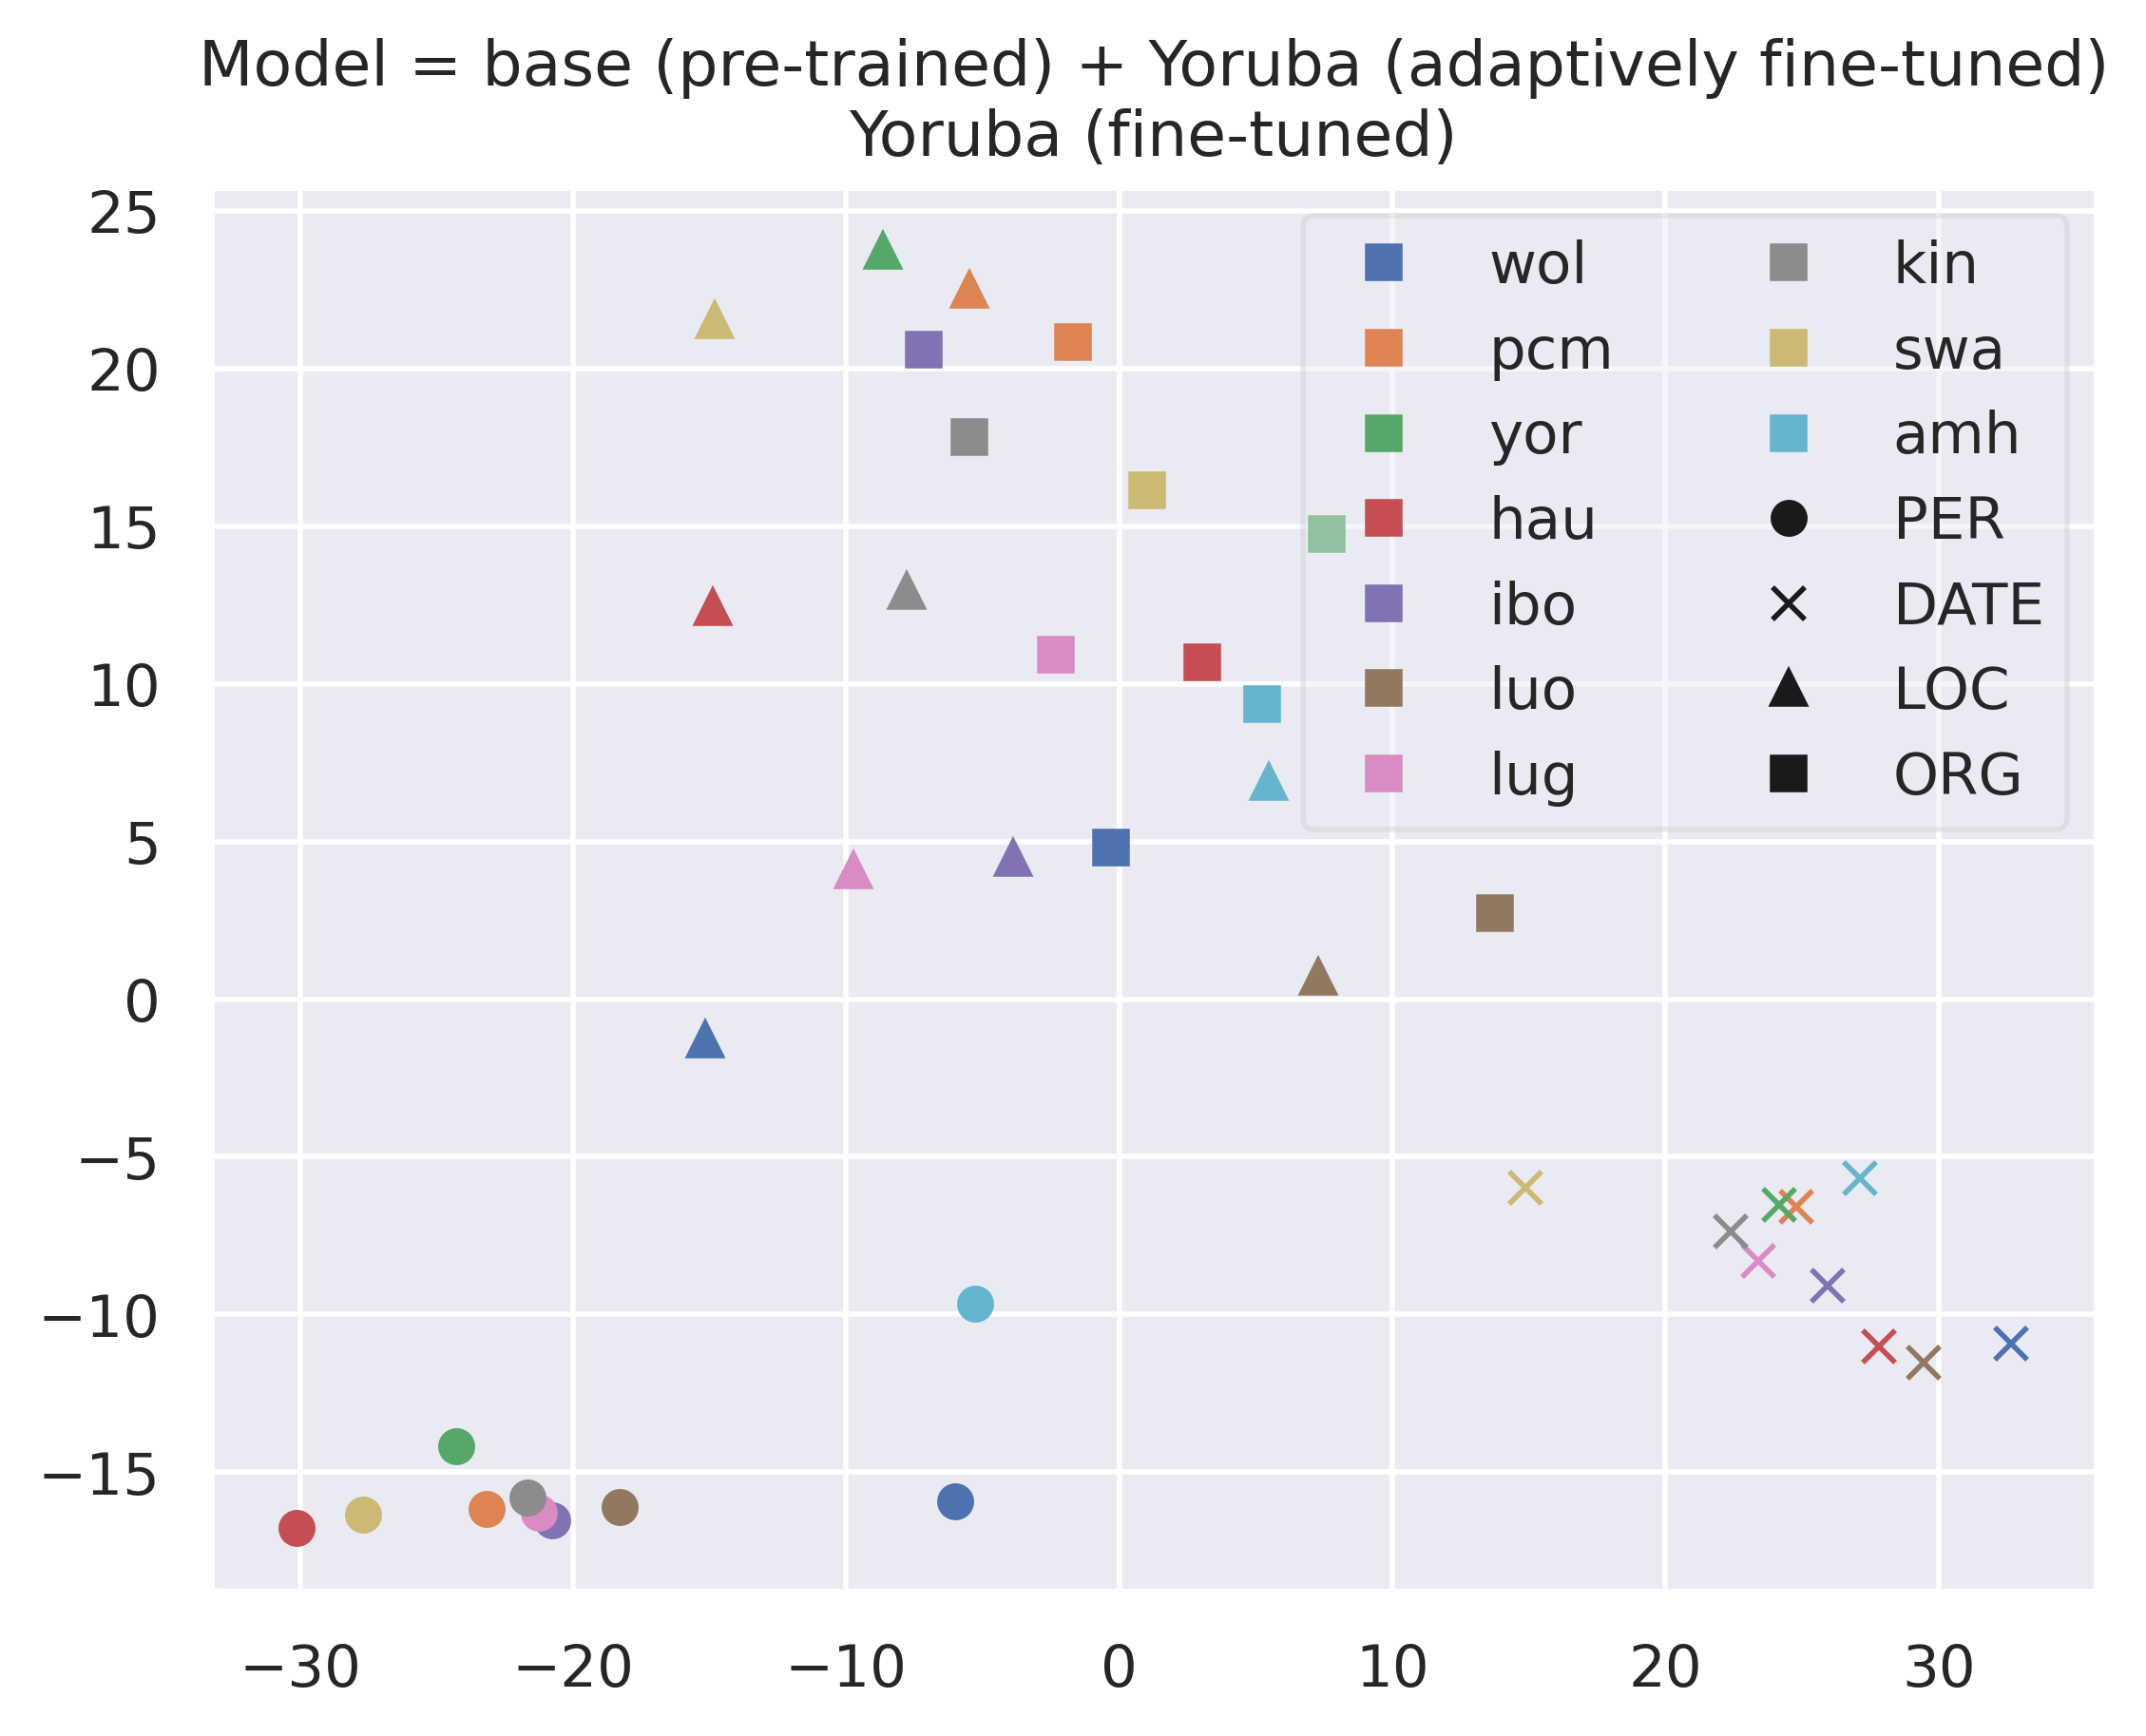 Model = base (pre-trained) + Yoruba (adaptively fine-tuned)
Yoruba (fine-tuned)
25
20
15
10
5
0
−5
−10
−15
−30
−20
−10
0
10
20
30
wol
pcm
yor
hau
ibo
luo
lug
kin
swa
amh
PER
DATE
LOC
ORG